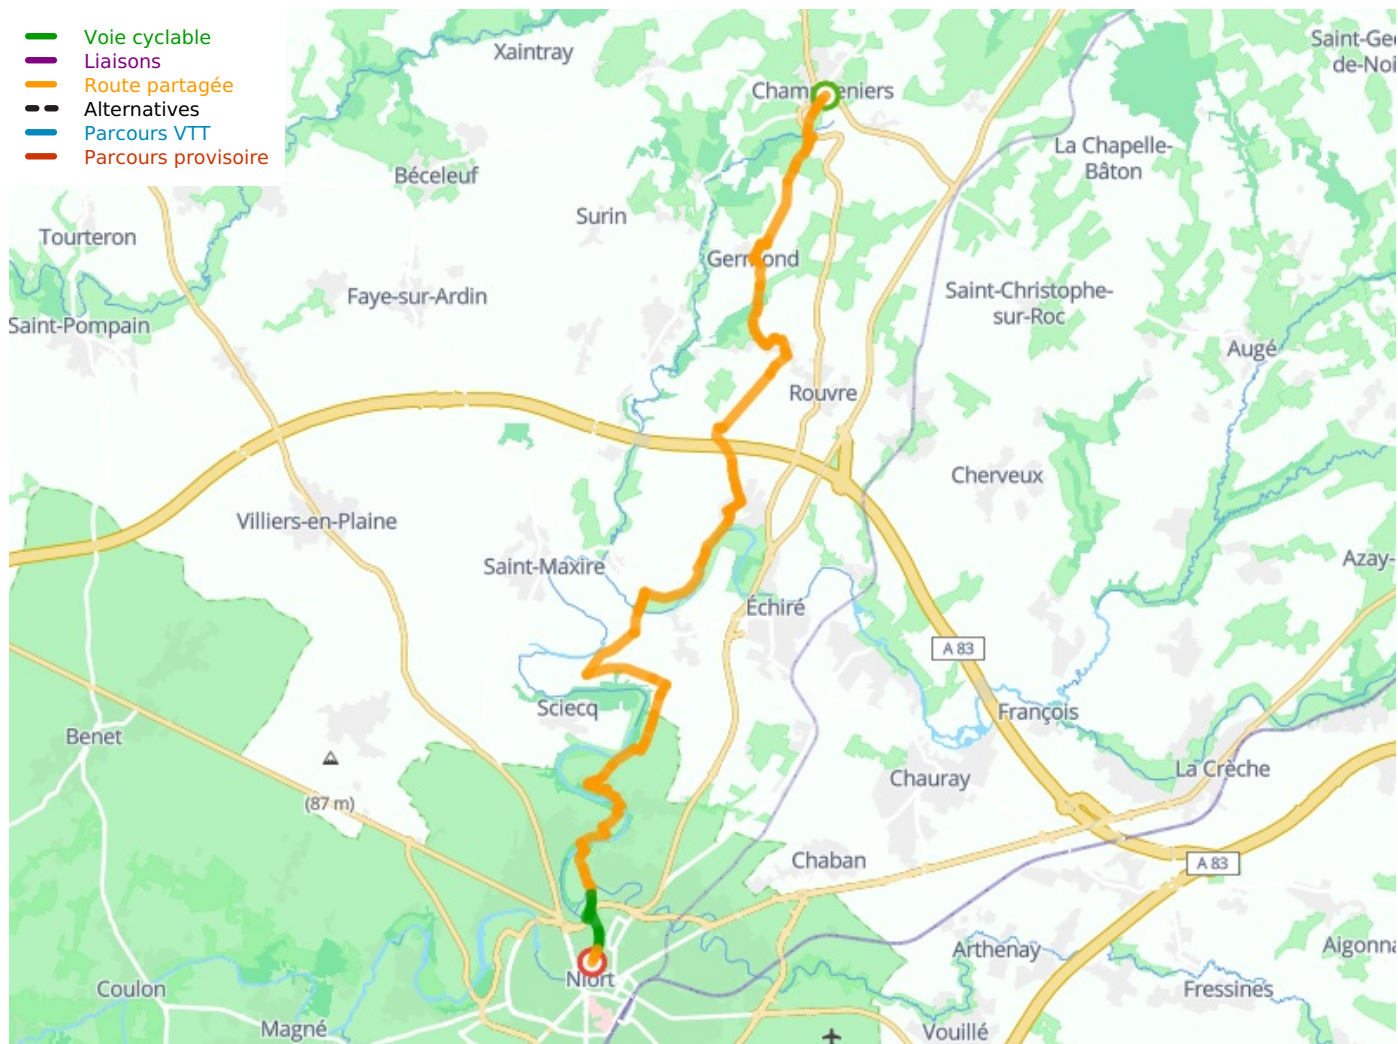 Voie cyclable
Liaisons
Route partagée
Alternatives
Parcours VTT
Parcours provisoire
Xaintray
Saint-Ge
de-Noi
La Chapelle-
Bâton
Béceleuf
Surin
Tourteron
Faye-sur-Ardin
Saint-Christophe-
sur-Roc
Saint-Pompain
Augé
Rouvre
Cherveux
Villiers-en-Plaine
Saint-Maxire
Azay-
Échiré
A 83
Sciecq
François
Benet
Chauray
La Crèche
(87 m)
Chaban
A 83
Arthenay
Aigonna
Niort
Coulon
Fressines
Magné
Vouillé